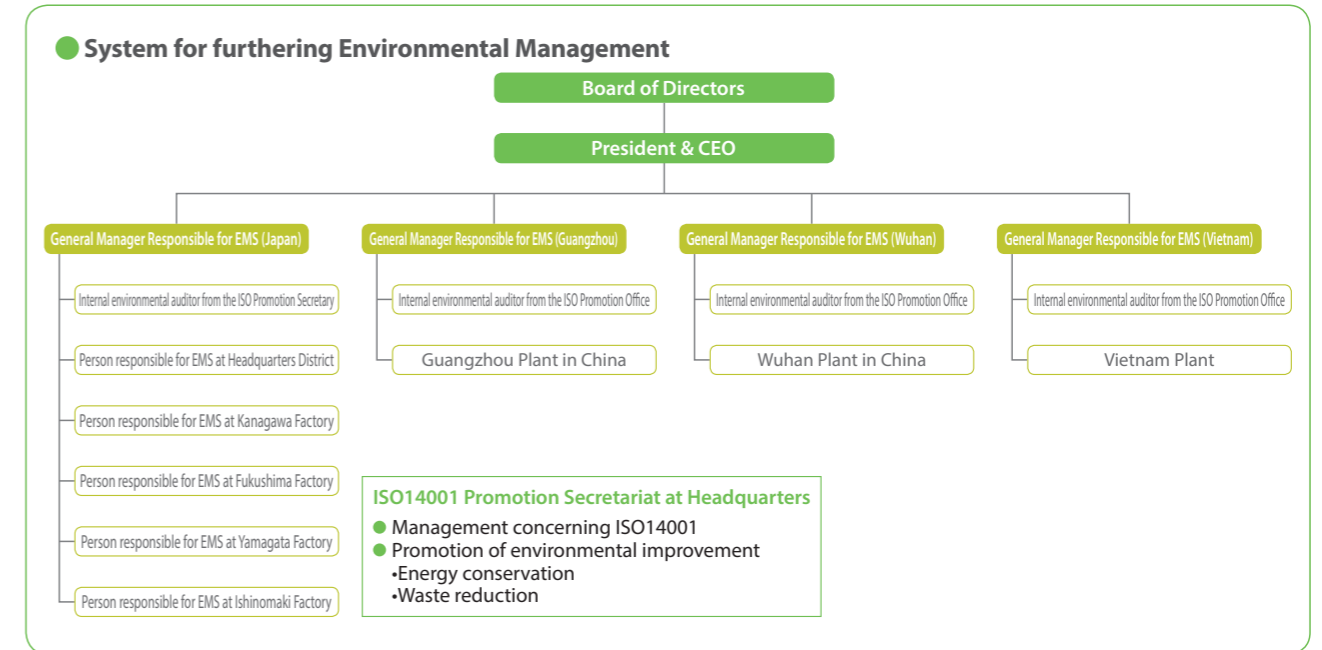 ● System for furthering Environmental Management
Board of Directors
President & CEO
General Manager Responsible for EMS (Japan)
Internal environmental auditor from the ISO Promotion Secretary
Person responsible for EMS at Headquarters District
Person responsible for EMS at Kanagawa Factory
Person responsible for EMS at Fukushima Factory
Person responsible for EMS at Yamagata Factory
Person responsible for EMS at Ishinomaki Factory
General Manager Responsible for EMS (Guangzhou)
Internal environmental auditor from the ISO Promotion Office
Guangzhou Plant in China
General Manager Responsible for EMS (Wuhan)
Internal environmental auditor from the ISO Promotion Office
Wuhan Plant in China
General Manager Responsible for EMS (Vietnam)
Internal environmental auditor from the ISO Promotion Office
Vietnam Plant
ISO14001 Promotion Secretariat at Headquarters
● Management concerning ISO14001
● Promotion of environmental improvement
•Energy conservation
•Waste reduction